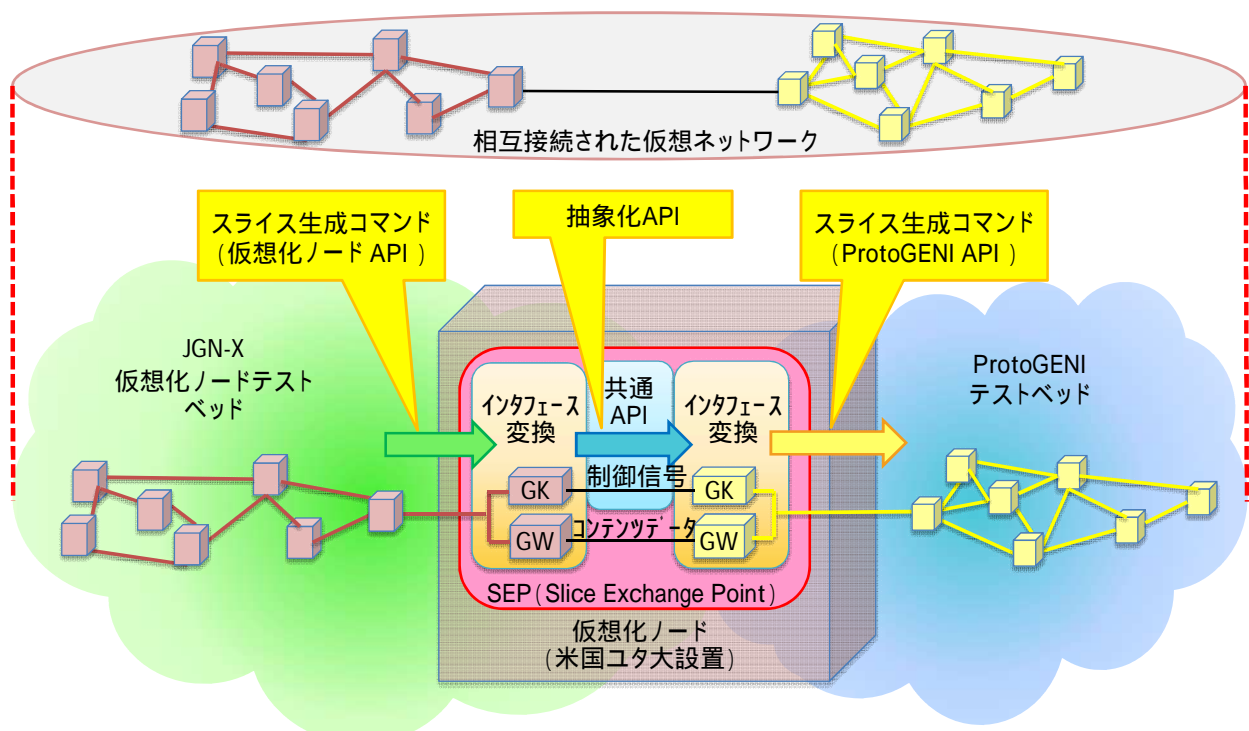 相互接続された仮想ネットワーク
スライス生成コマンド
(仮想化ノード API )
抽象化API
スライス生成コマンド
(ProtoGENI API )
JGN-X
仮想化ノードテスト
ベッド
ProtoGENI
テストベッド
ｲﾝﾀﾌｪｰｽ
変換
共通
API
ｲﾝﾀﾌｪｰｽ
変換
制御信号
GK
GK
ｺﾝﾃﾝﾂﾃﾞｰﾀ
GW
GW
SEP(Slice Exchange Point)
仮想化ノード
(米国ユタ大設置)